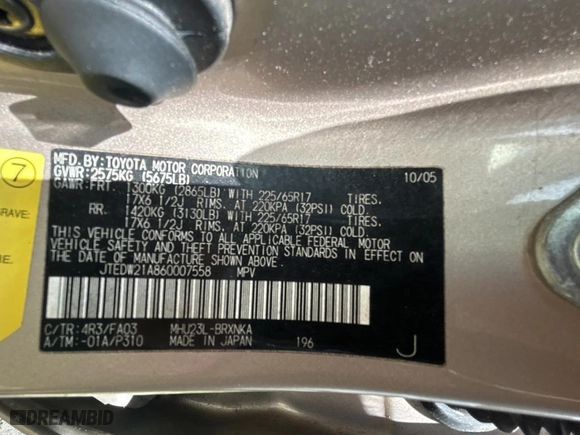 MFD. BY: TOYOTA MOTOR CORPORATION 10/05
GVWR: 2575KG (5675LB)
GAWR: FRT. 1300KG (2865LB) WITH 225/65R17 TIRES,
17X6 1/2J RIMS, AT 220KPA (32PSI) COLD.
RR. 1420KG (3130LB) WITH 225/65R17 TIRES,
17X6 1/2J RIMS, AT 220KPA (32PSI) COLD.
THIS VEHICLE CONFORMS TO ALL APPLICABLE FEDERAL MOTOR
VEHICLE SAFETY AND THEFT PREVENTION STANDARDS IN EFFECT ON
THE DATE OF MANUFACTURE SHOWN ABOVE.
JTEDW21A860007558 MPV
C/TR: 4R3/FA03 MHU23L-BRXNKA
A/TM: -01A/P310 MADE IN JAPAN 196 J
7
RAVE:
DREAMBID